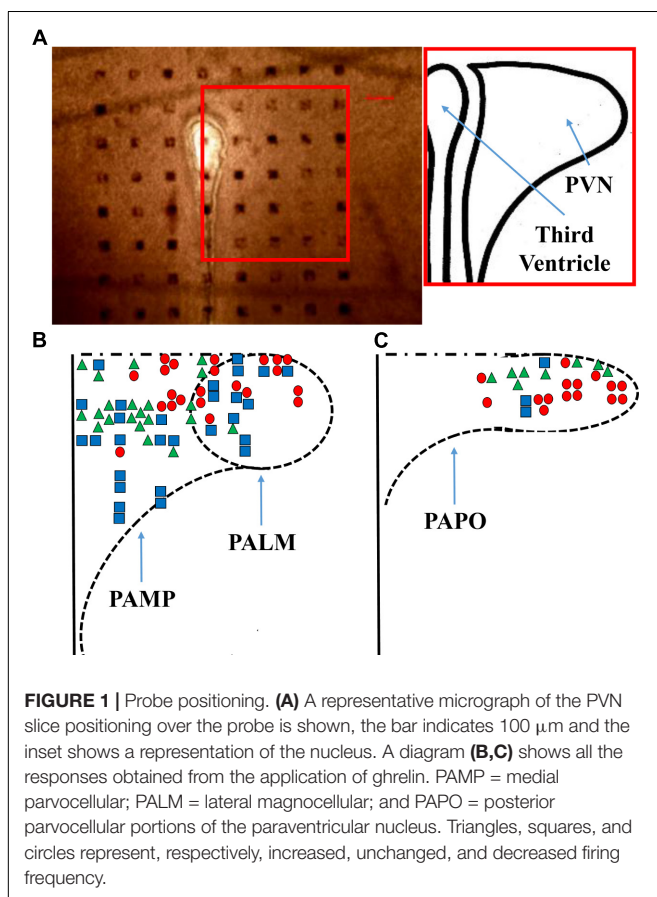 A
PVN
Third
Ventricle
B
C
PALM
PAMP
PAPO
FIGURE 1 | Probe positioning. (A) A representative micrograph of the PVN
slice positioning over the probe is shown, the bar indicates 100 μm and the
inset shows a representation of the nucleus. A diagram (B,C) shows all the
responses obtained from the application of ghrelin. PAMP = medial
parvocellular; PALM = lateral magnocellular; and PAPO = posterior
parvocellular portions of the paraventricular nucleus. Triangles, squares, and
circles represent, respectively, increased, unchanged, and decreased firing
frequency.